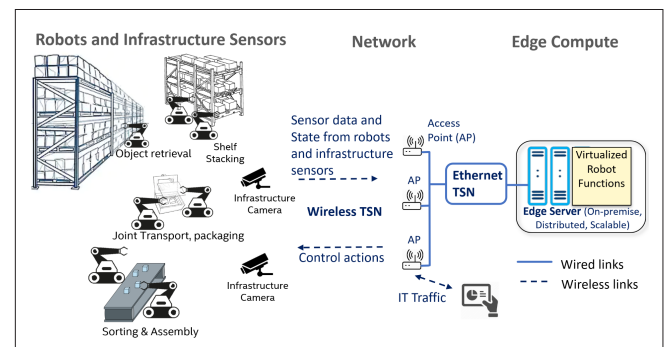 Robots and Infrastructure Sensors
Network
Edge Compute
Object retrieval
Shelf
Stacking
Sensor data and
State from robots
and infrastructure
sensors
Access
Point (AP)
Infrastructure
Camera
Joint Transport, packaging
Wireless TSN
AP
Ethernet
TSN
Virtualized
Robot
Functions
Edge Server (On-premise,
Distributed, Scalable)
AP
Control actions
Infrastructure
Camera
Sorting & Assembly
IT Traffic
Wired links
Wireless links